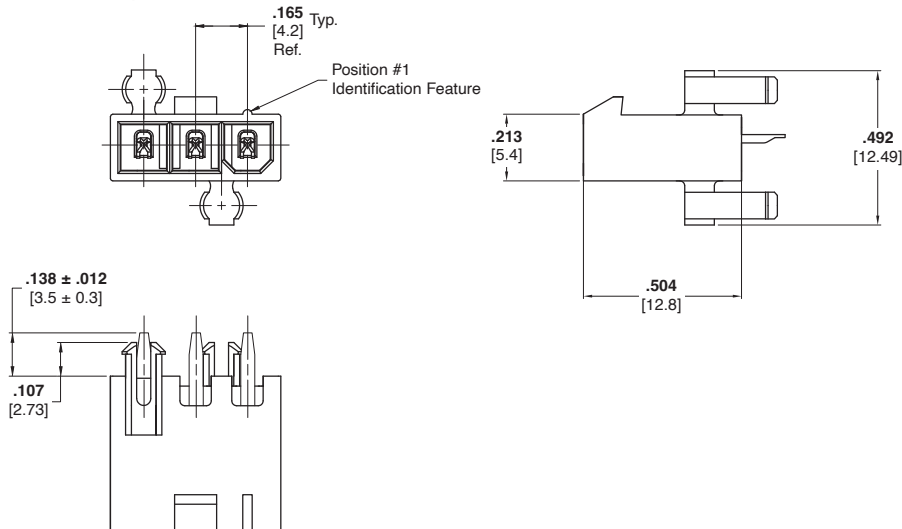 .165 Typ.
[4.2]
Ref.
Position #1
Identification Feature
.213
[5.4]
.492
[12.49]
.504
[12.8]
.138 ± .012
[3.5 ± 0.3]
.107
[2.73]